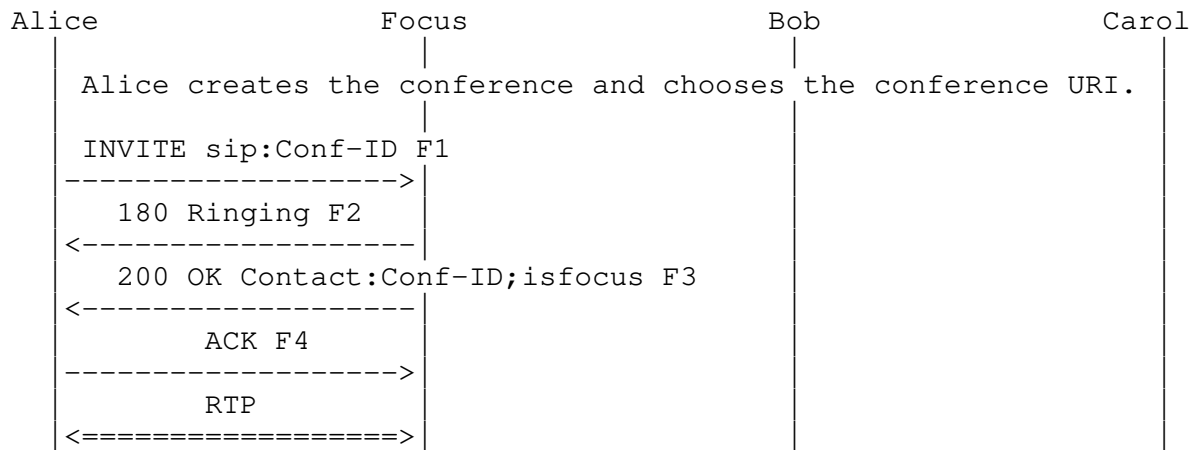 Alice Focus Bob Carol
Alice creates the conference and chooses the conference URI.
INVITE sip:Conf-ID F1
180 Ringing F2
200 OK Contact:Conf-ID;isfocus F3
ACK F4
RTP